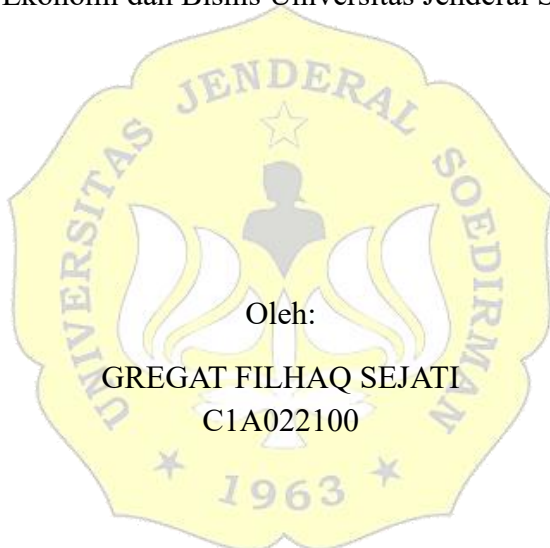 Ekonomi dan Bisnis Universitas Jenderal S
UNIVERSITAS JENDERAL SOEDIRMAN
Oleh:
GREGAT FILHAQ SEJATI
C1A022100
1963